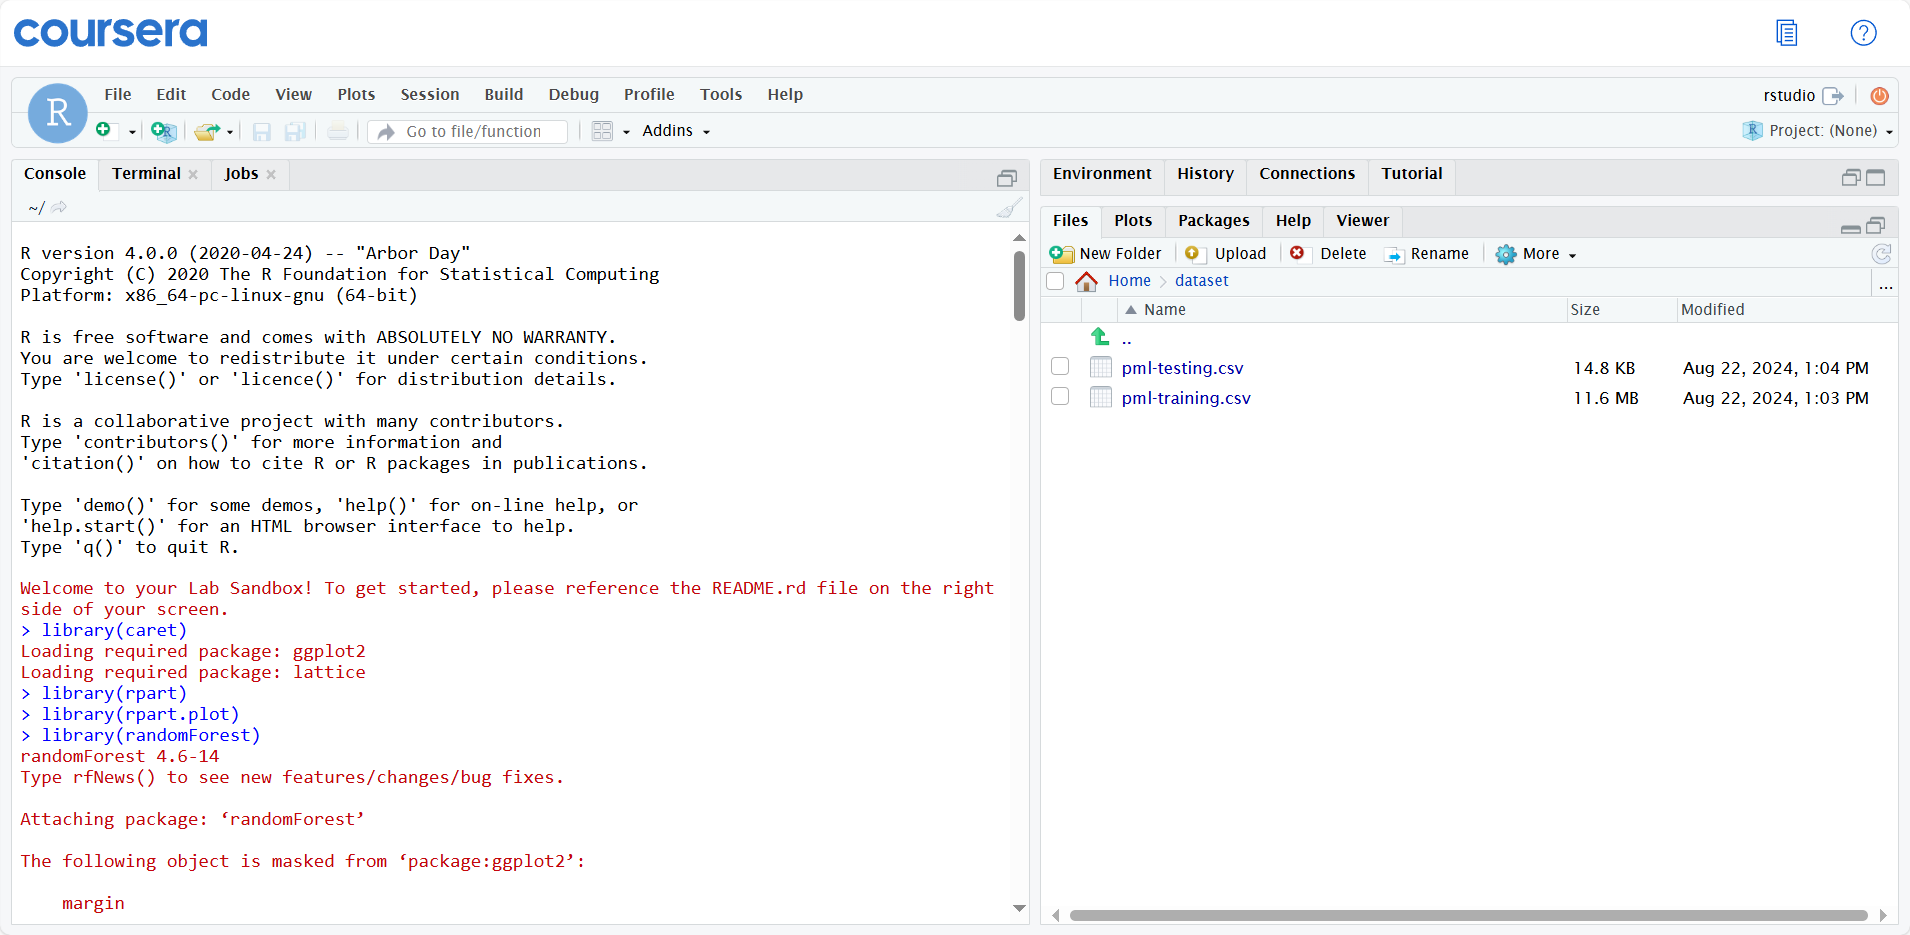 coursera
File Edit Code View Plots Session Build Debug Profile Tools Help
rstudio
Go to file/function
Addins
Project: (None)
Console Terminal Jobs
~/
R version 4.0.0 (2020-04-24) -- "Arbor Day"
Copyright (C) 2020 The R Foundation for Statistical Computing
Platform: x86_64-pc-linux-gnu (64-bit)
R is free software and comes with ABSOLUTELY NO WARRANTY.
You are welcome to redistribute it under certain conditions.
Type 'license()' or 'licence()' for distribution details.
R is a collaborative project with many contributors.
Type 'contributors()' for more information and
'citation()' on how to cite R or R packages in publications.
Type 'demo()' for some demos, 'help()' for on-line help, or
'help.start()' for an HTML browser interface to help.
Type 'q()' to quit R.
Welcome to your Lab Sandbox! To get started, please reference the README.rd file on the right
side of your screen.
> library(caret)
Loading required package: ggplot2
Loading required package: lattice
> library(rpart)
> library(rpart.plot)
> library(randomForest)
randomForest 4.6-14
Type rfNews() to see new features/changes/bug fixes.
Attaching package: ‘randomForest’
The following object is masked from ‘package:ggplot2’:
margin
Environment History Connections Tutorial
Files Plots Packages Help Viewer
New Folder Upload Delete Rename More
Home dataset ...
Name Size Modified
..
pml-testing.csv 14.8 KB Aug 22, 2024, 1:04 PM
pml-training.csv 11.6 MB Aug 22, 2024, 1:03 PM